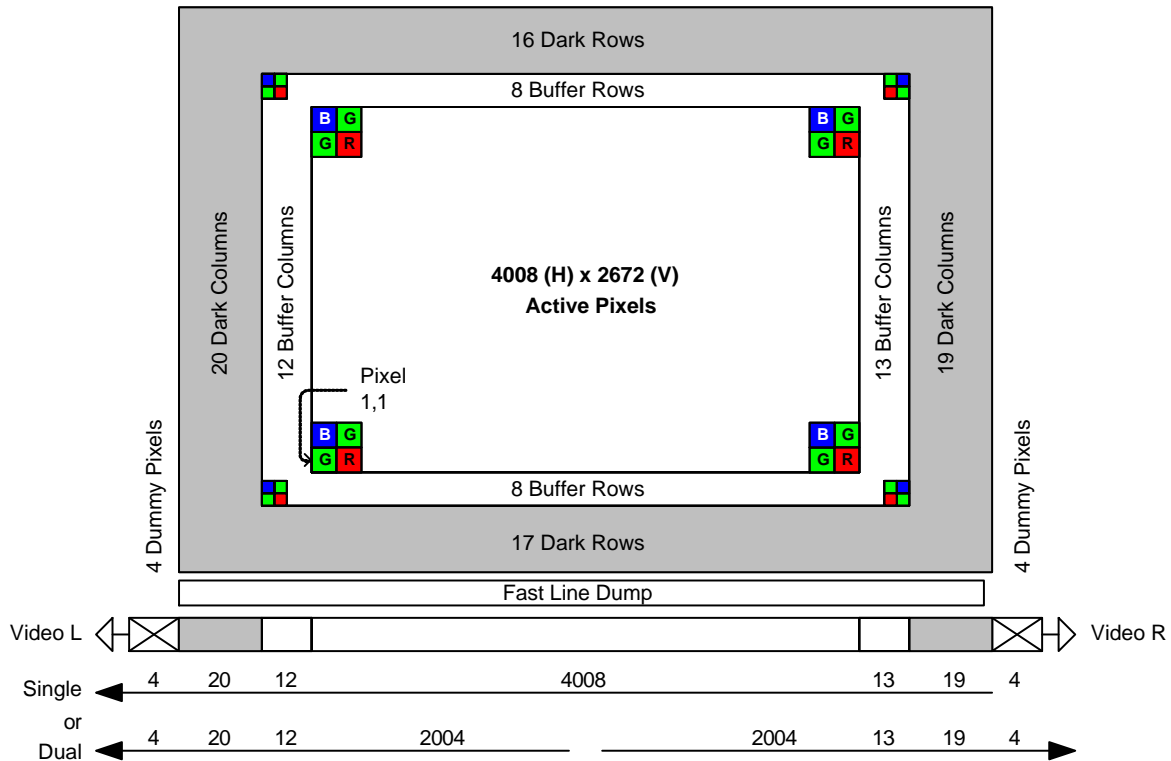 16 Dark Rows
8 Buffer Rows
B G
G R
B G
G R
20 Dark Columns
12 Buffer Columns
4008 (H) x 2672 (V)
Active Pixels
13 Buffer Columns
19 Dark Columns
Pixel
1,1
B G
G R
B G
G R
4 Dummy Pixels
8 Buffer Rows
4 Dummy Pixels
17 Dark Rows
Fast Line Dump
Video L
Video R
Single
4 20 12 4008 13 19 4
or
Dual
4 20 12 2004 2004 13 19 4